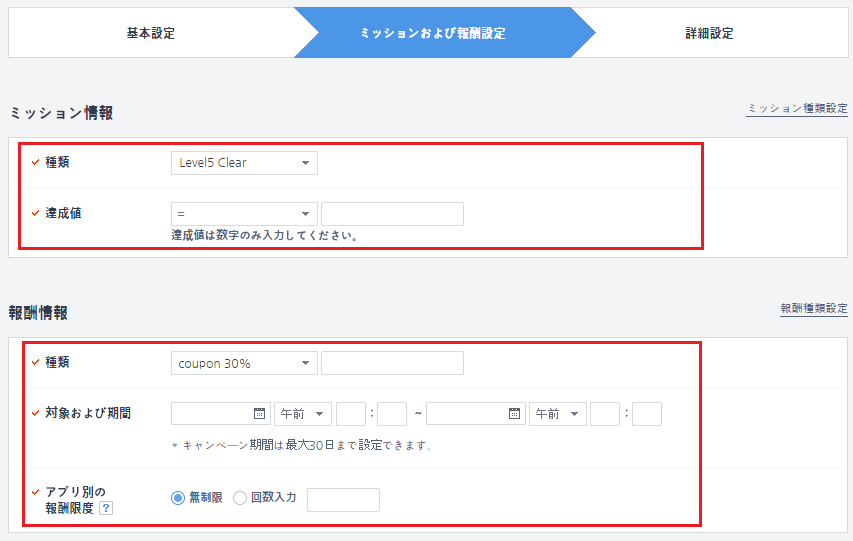 基本設定 ミッションおよび報酬設定 詳細設定
ミッション情報 ミッション種類設定
種類 Level5 Clear
達成値 =
達成値は数字のみ入力してください。
報酬情報 報酬種類設定
種類 coupon 30%
対象および期間 午前 : ~ 午前 :
* キャンペーン期間は最大30日まで設定できます。
アプリ別の
報酬限度 ? 無制限 回数入力